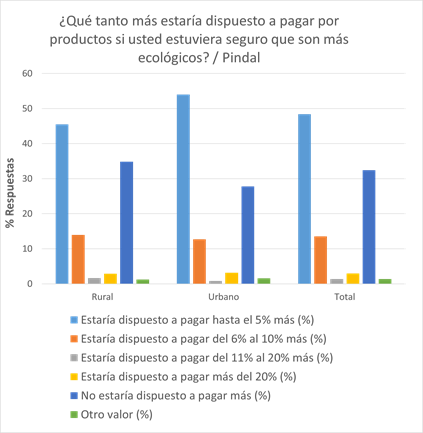 ¿Qué tanto más estaría dispuesto a pagar por
productos si usted estuviera seguro que son más
ecológicos? / Pindal
% Respuestas
60
50
40
30
20
10
0
Rural
Urbano
Total
Estaría dispuesto a pagar hasta el 5% más (%)
Estaría dispuesto a pagar del 6% al 10% más (%)
Estaría dispuesto a pagar del 11% al 20% más (%)
Estaría dispuesto a pagar más del 20% (%)
No estaría dispuesto a pagar más (%)
Otro valor (%)